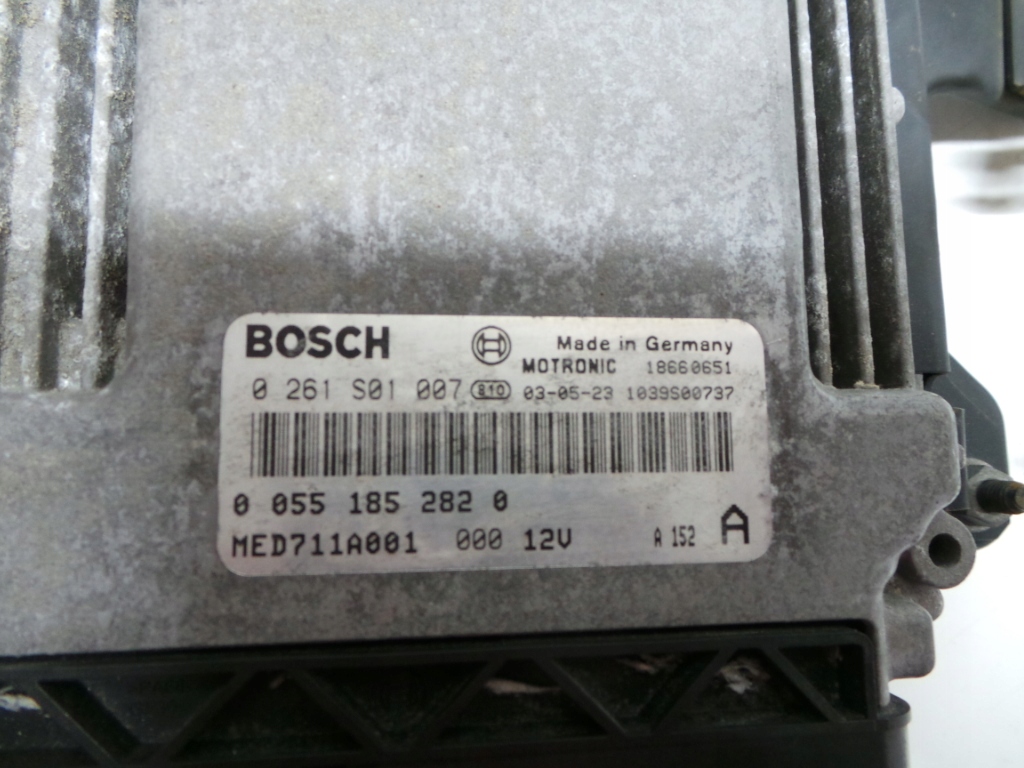 BOSCH Made in Germany
MOTRONIC 18660651
0 261 S01 007 03-05-23 1039S00737
0 055 185 282 0
MED711A001 000 12V A 152 A